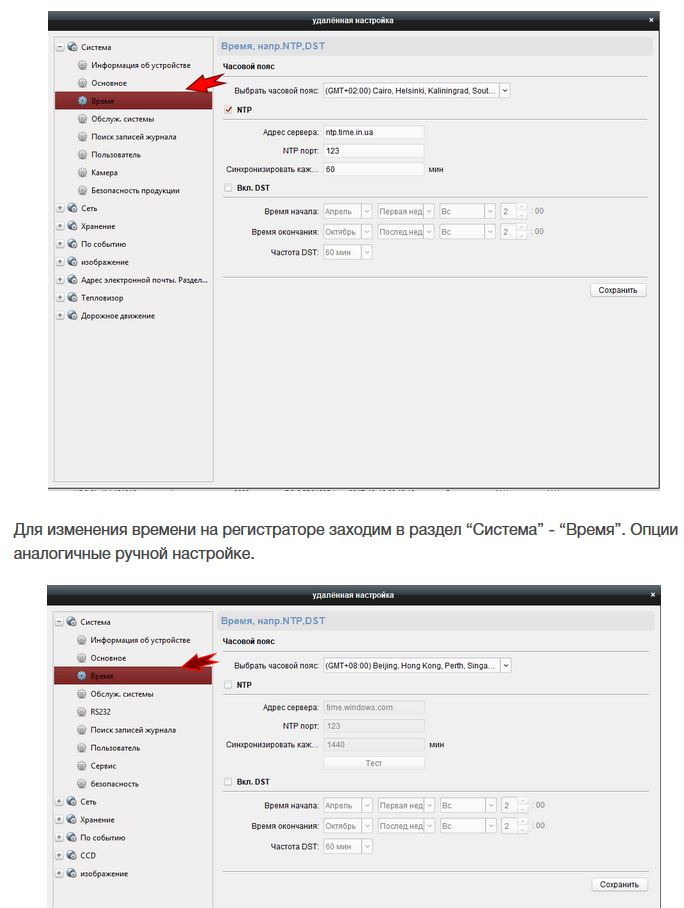 удалённая настройка
×
Система
Информация об устройстве
Основное
Время
Обслуж. системы
Поиск записей журнала
Пользователь
Камера
Безопасность продукции
Сеть
Хранение
По событию
изображение
Адрес электронной почты. Раздел...
Тепловизор
Дорожное движение
Время, напр.NTP,DST
Часовой пояс
Выбрать часовой пояс: (GMT+02:00) Cairo, Helsinki, Kaliningrad, Sout...
NTP
Адрес сервера: ntp.time.in.ua
NTP порт: 123
Синхронизировать каж... 60 мин
Вкл. DST
Время начала: Апрель Первая нед Вс 2 : 00
Время окончания: Октябрь Послед.нед Вс 2 : 00
Частота DST: 60 мин
Сохранить
Для изменения времени на регистраторе заходим в раздел “Система” - “Время”. Опции
аналогичные ручной настройке.
удалённая настройка
×
Система
Информация об устройстве
Основное
Время
Обслуж. системы
RS232
Поиск записей журнала
Пользователь
Сервис
безопасность
Сеть
Хранение
По событию
CCD
изображение
Время, напр.NTP,DST
Часовой пояс
Выбрать часовой пояс: (GMT+08:00) Beijing, Hong Kong, Perth, Singa...
NTP
Адрес сервера: time.windows.com
NTP порт: 123
Синхронизировать каж... 1440 мин
Тест
Вкл. DST
Время начала: Апрель Первая нед Вс 2 : 00
Время окончания: Октябрь Послед.нед Вс 2 : 00
Частота DST: 60 мин
Сохранить